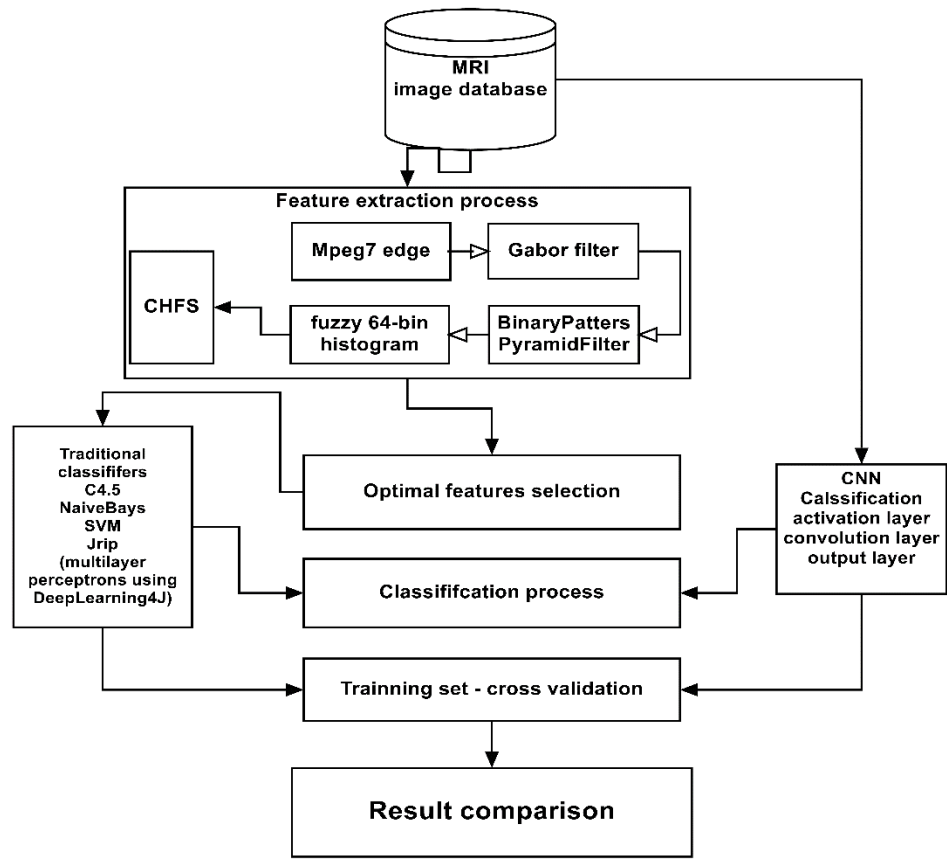 MRI
image database
Feature extraction process
Mpeg7 edge
Gabor filter
CHFS
fuzzy 64-bin
histogram
BinaryPatters
PyramidFilter
Traditional
classififers
C4.5
NaiveBays
SVM
Jrip
(multilayer
perceptrons using
DeepLearning4J)
Optimal features selection
CNN
Calssification
activation layer
convolution layer
output layer
Classififcation process
Trainning set - cross validation
Result comparison